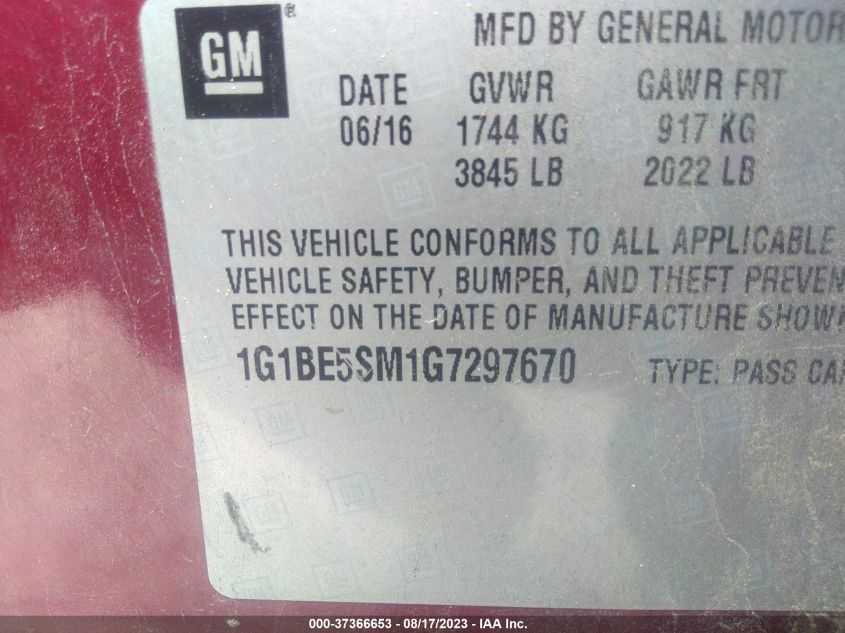 GM ®
MFD BY GENERAL MOTOR
DATE GVWR GAWR FRT
06/16 1744 KG 917 KG
3845 LB 2022 LB
THIS VEHICLE CONFORMS TO ALL APPLICABLE
VEHICLE SAFETY, BUMPER, AND THEFT PREVEN
EFFECT ON THE DATE OF MANUFACTURE SHOWN
1G1BE5SM1G7297670 TYPE: PASS CAR
000-37366653 - 08/17/2023 - IAA Inc.